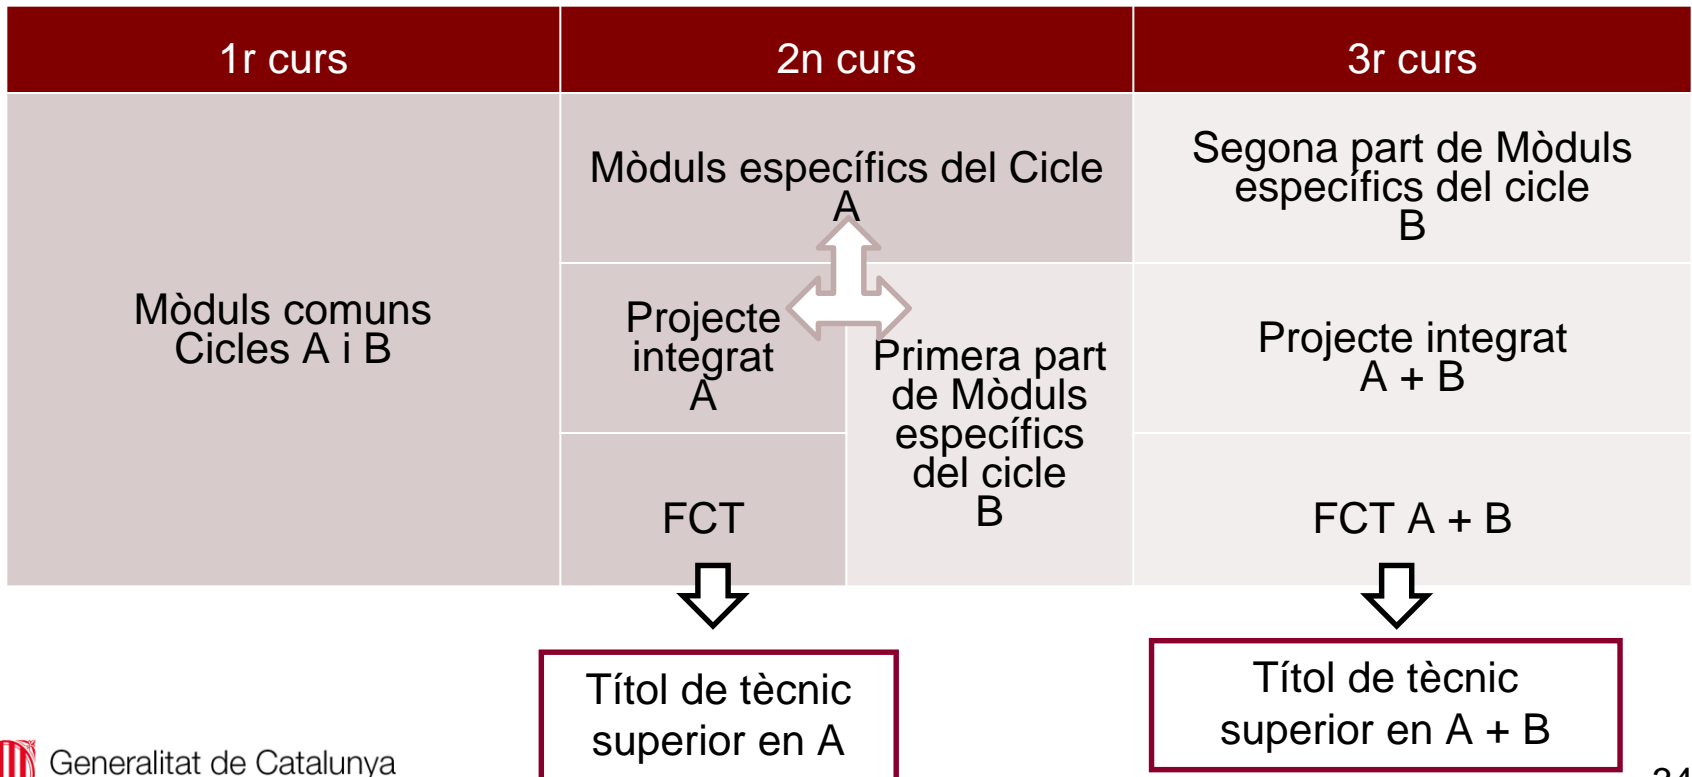 1r curs
2n curs
3r curs
Mòduls comuns
Cicles A i B
Mòduls específics del Cicle
A
Projecte
integrat
A
FCT
Primera part
de Mòduls
específics
del cicle
B
Segona part de Mòduls
específics del cicle
B
Projecte integrat
A + B
FCT A + B
Títol de tècnic
superior en A
Títol de tècnic
superior en A + B
Generalitat de Catalunya